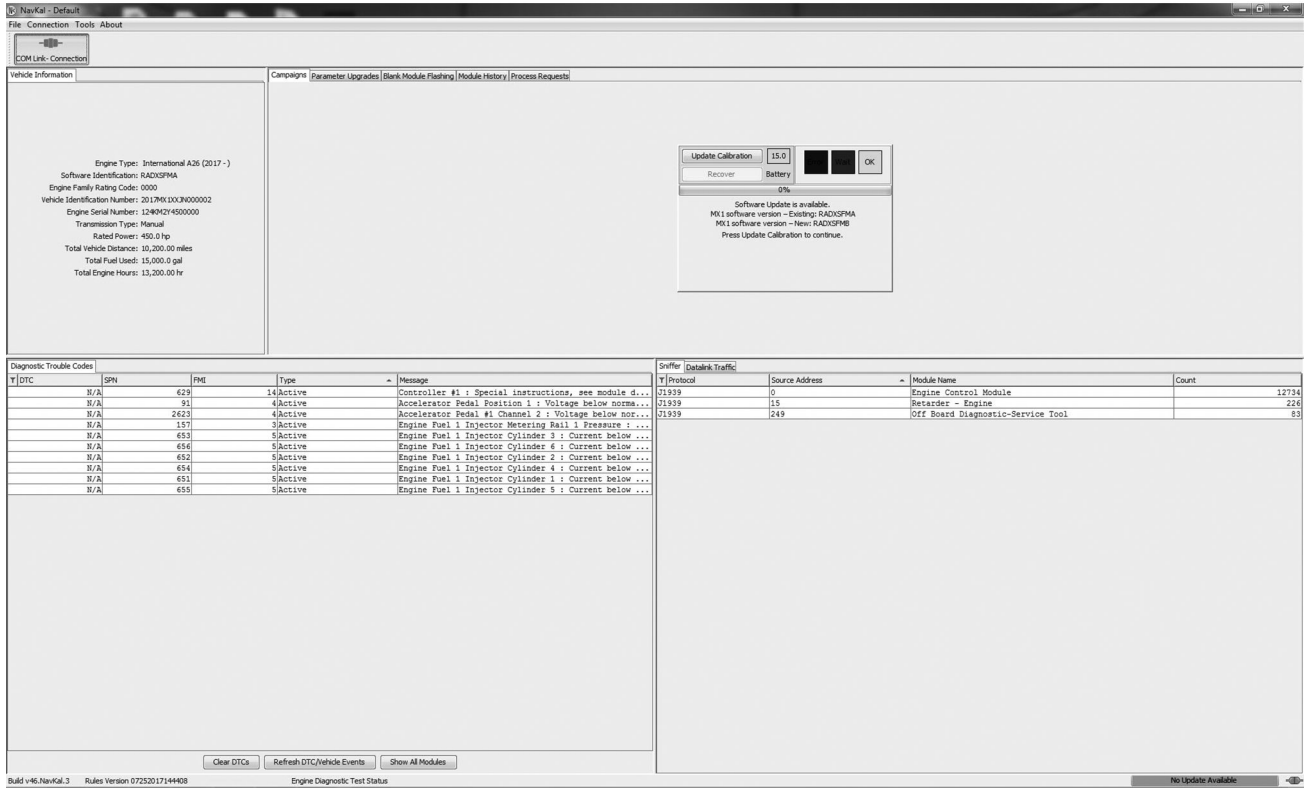 NavKal - Default
File Connection Tools About
COM Link- Connection
Vehicle Information
Engine Type: International A26 (2017 - )
Software Identification: RADXSFMA
Engine Family Rating Code: 0000
Vehicle Identification Number: 2017MX1XXJN000002
Engine Serial Number: 124KM2Y4500000
Transmission Type: Manual
Rated Power: 450.0 hp
Total Vehicle Distance: 10,200.00 miles
Total Fuel Used: 15,000.0 gal
Total Engine Hours: 13,200.00 hr
Campaigns Parameter Upgrades Blank Module Flashing Module History Process Requests
Update Calibration 15.0 OK
Recover Battery
0%
Software Update is available.
MX1 software version – Existing: RADXSFMA
MX1 software version – New: RADXSFMB
Press Update Calibration to continue.
Diagnostic Trouble Codes
DTC SPN FMI Type Message
N/A 629 14 Active Controller #1 : Special instructions, see module d...
N/A 91 4 Active Accelerator Pedal Position 1 : Voltage below norma...
N/A 2623 4 Active Accelerator Pedal #1 Channel 2 : Voltage below nor...
N/A 157 3 Active Engine Fuel 1 Injector Metering Rail 1 Pressure : ...
N/A 653 5 Active Engine Fuel 1 Injector Cylinder 3 : Current below ...
N/A 656 5 Active Engine Fuel 1 Injector Cylinder 6 : Current below ...
N/A 652 5 Active Engine Fuel 1 Injector Cylinder 2 : Current below ...
N/A 654 5 Active Engine Fuel 1 Injector Cylinder 4 : Current below ...
N/A 651 5 Active Engine Fuel 1 Injector Cylinder 1 : Current below ...
N/A 655 5 Active Engine Fuel 1 Injector Cylinder 5 : Current below ...
Clear DTCs Refresh DTC/Vehicle Events Show All Modules
Sniffer Datalink Traffic
Protocol Source Address Module Name Count
J1939 0 Engine Control Module 12734
J1939 15 Retarder - Engine 226
J1939 249 Off Board Diagnostic-Service Tool 83
Build v46.NavKal.3 Rules Version 07252017144408 Engine Diagnostic Test Status No Update Available